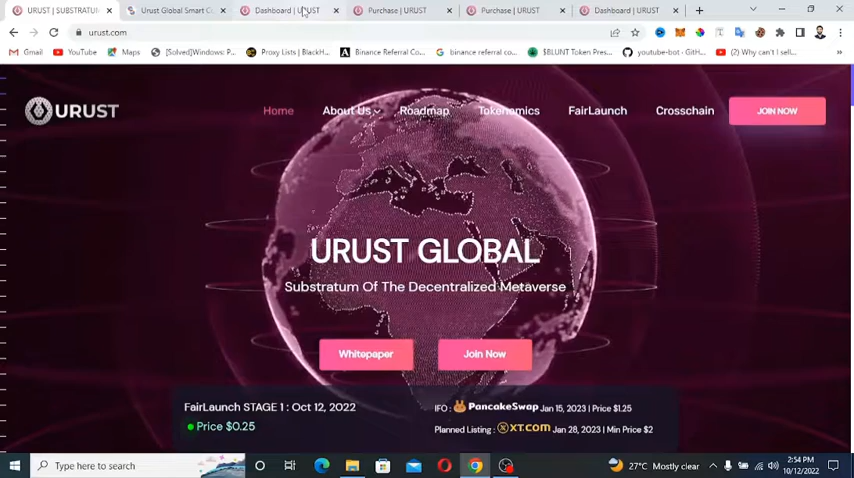 URUST | SUBSTRATUM
Urust Global Smart C
Dashboard | URUST
Purchase | URUST
Purchase | URUST
Dashboard | URUST
urust.com
Gmail
YouTube
Maps
[Solved]Windows: P...
Proxy Lists | BlackH...
Binance Referral Co...
binance referral co...
$BLUNT Token Pres...
youtube-bot · GitH...
(2) Why can't I sell...
URUST
Home
About Us
Roadmap
Tokenomics
FairLaunch
Crosschain
JOIN NOW
URUST GLOBAL
Substratum Of The Decentralized Metaverse
Whitepaper
Join Now
FairLaunch STAGE 1 : Oct 12, 2022
Price $0.25
IFO : PancakeSwap Jan 15, 2023 | Price $1.25
Planned Listing : XT.COM Jan 28, 2023 | Min Price $2
Type here to search
27°C Mostly clear
2:54 PM
10/12/2022